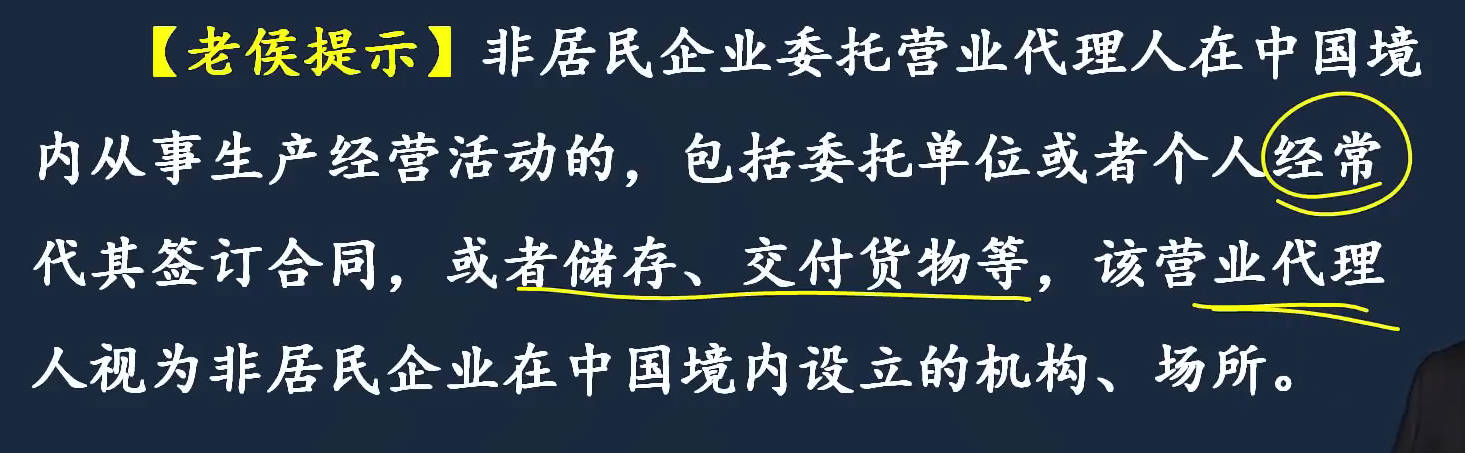 【老侯提示】非居民企业委托营业代理人在中国境
内从事生产经营活动的，包括委托单位或者个人经常
代其签订合同，或者储存、交付货物等，该营业代理
人视为非居民企业在中国境内设立的机构、场所。